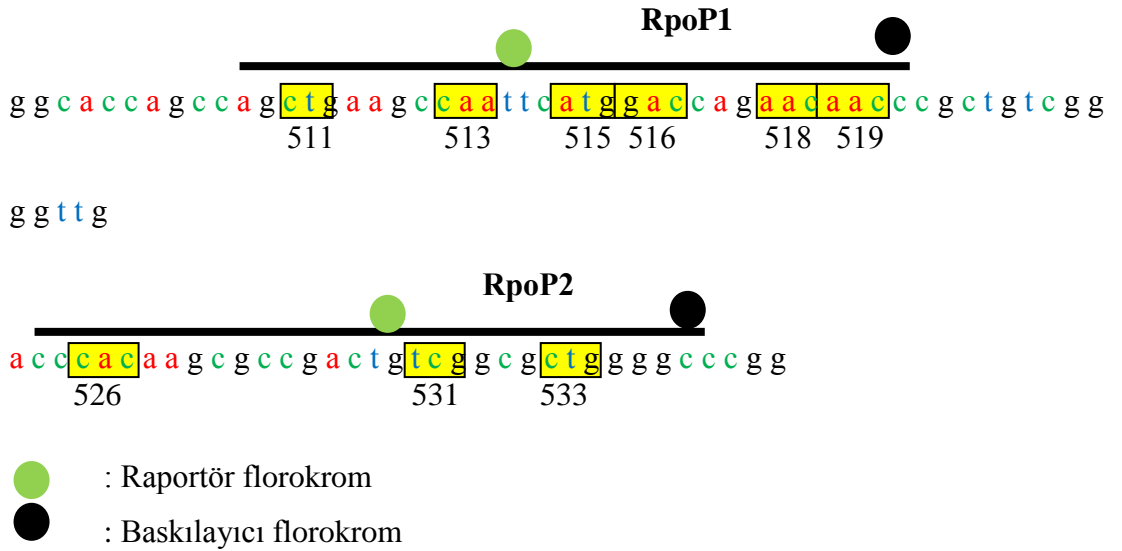 RpoP1
g g c a c c a g c c a g c t g a a g c c a a t t c a t g g a c c a g a a c a a c c c g c t g t c g g
511 513 515 516 518 519
g g t t g
RpoP2
a c c c a c a a g c g c c g a c t g t c g g c g c t g g g g c c c g g
526 531 533
: Raportör florokrom
: Baskılayıcı florokrom